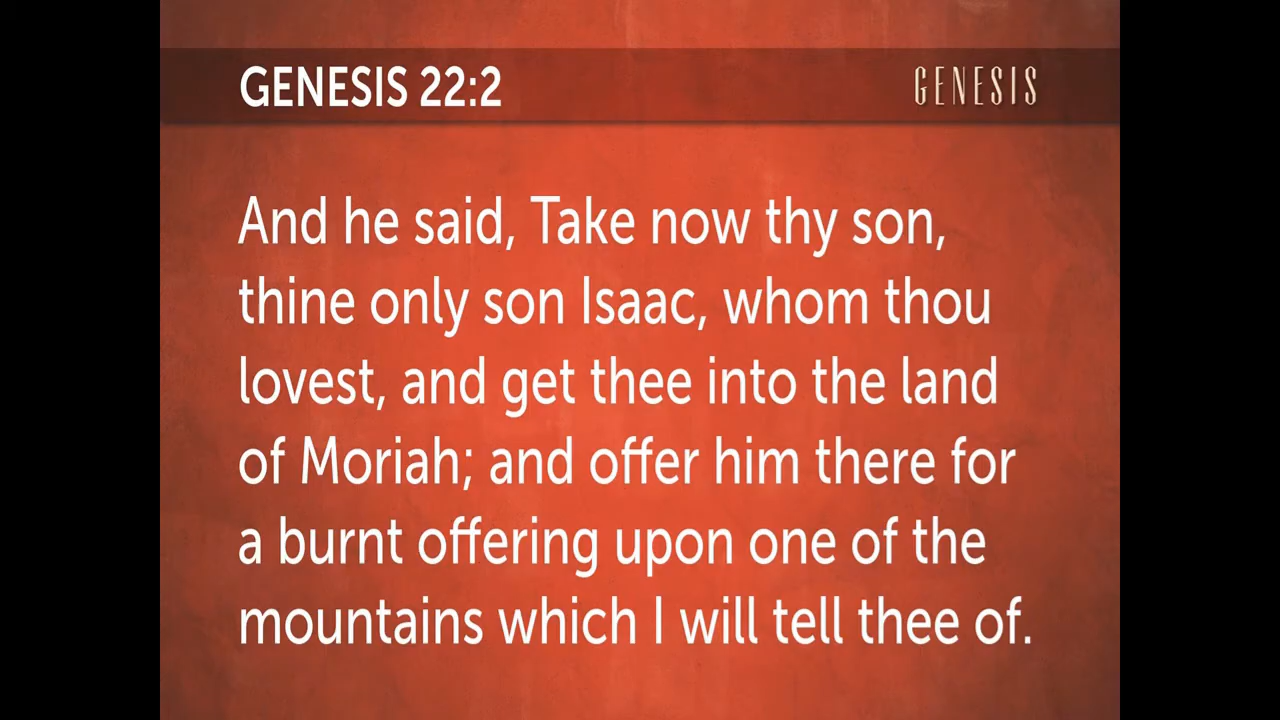 GENESIS 22:2
GENESIS
And he said, Take now thy son,
thine only son Isaac, whom thou
lovest, and get thee into the land
of Moriah; and offer him there for
a burnt offering upon one of the
mountains which I will tell thee of.